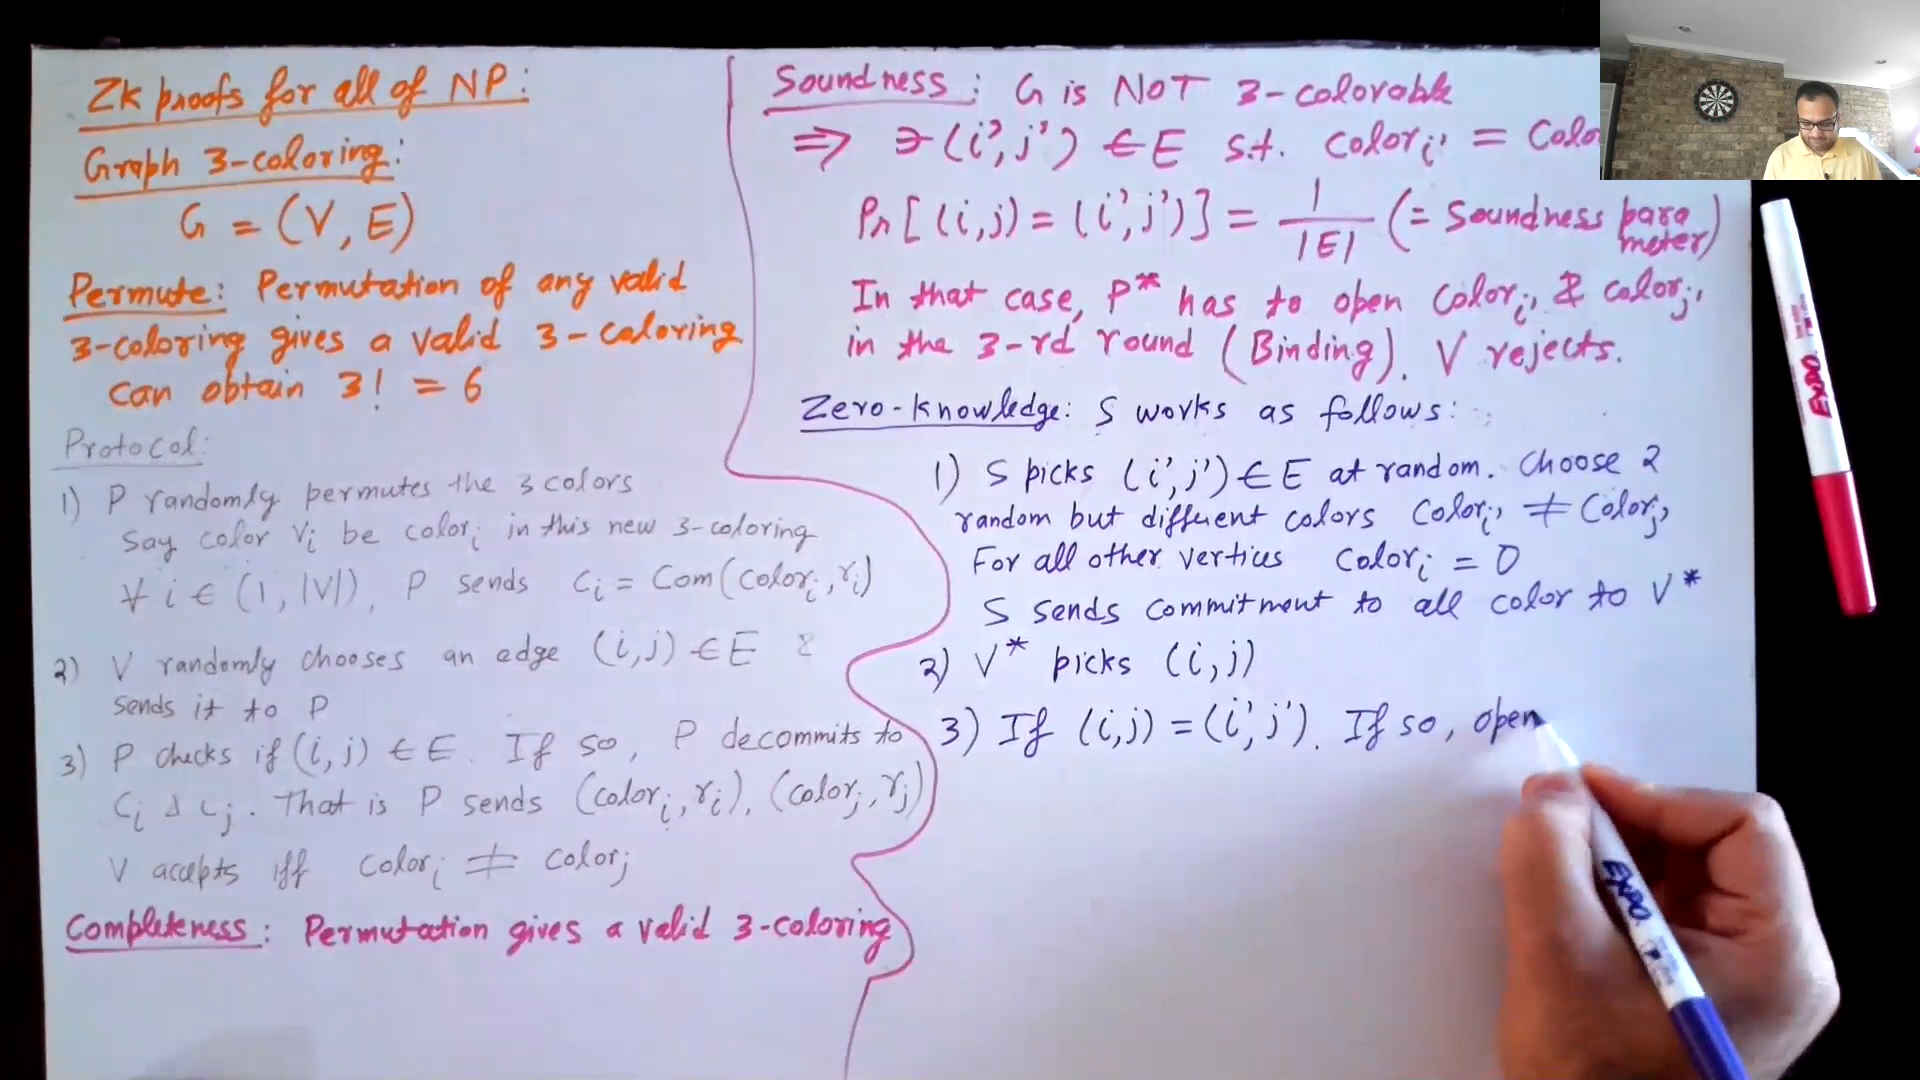 Zk proofs for all of NP:
Graph 3-coloring:
G = (V, E)
Permute: Permutation of any valid
3-coloring gives a valid 3-coloring
Can obtain 3! = 6
Protocol:
1) P randomly permutes the 3 colors
Say color vᵢ be colorᵢ in this new 3-coloring
∀ i ∈ (1, |V|), P sends Cᵢ = Com(colorᵢ, rᵢ)
2) V randomly chooses an edge (i,j) ∈ E &
sends it to P
3) P checks if (i,j) ∈ E. If so, P decommits to
Cᵢ & Cⱼ. That is P sends (colorᵢ, rᵢ), (colorⱼ, rⱼ)
V accepts iff colorᵢ ≠ colorⱼ
Completeness: Permutation gives a valid 3-coloring
Soundness: G is NOT 3-colorable
⇒ ∃ (i', j') ∈ E s.t. colorᵢ' = Colo
Pr[(i,j) = (i',j')] = 1/|E| (= Soundness parameter)
In that case, P* has to open Colorᵢ' & colorⱼ'
in the 3-rd round (Binding). V rejects.
Zero-knowledge: S works as follows:
1) S picks (i',j') ∈ E at random. Choose 2
random but different colors Colorᵢ' ≠ Colorⱼ'
For all other vertius Colorᵢ = 0
S sends commitment to all color to V*
2) V* picks (i,j)
3) If (i,j) = (i',j'). If so, open
EXPO
EXPO